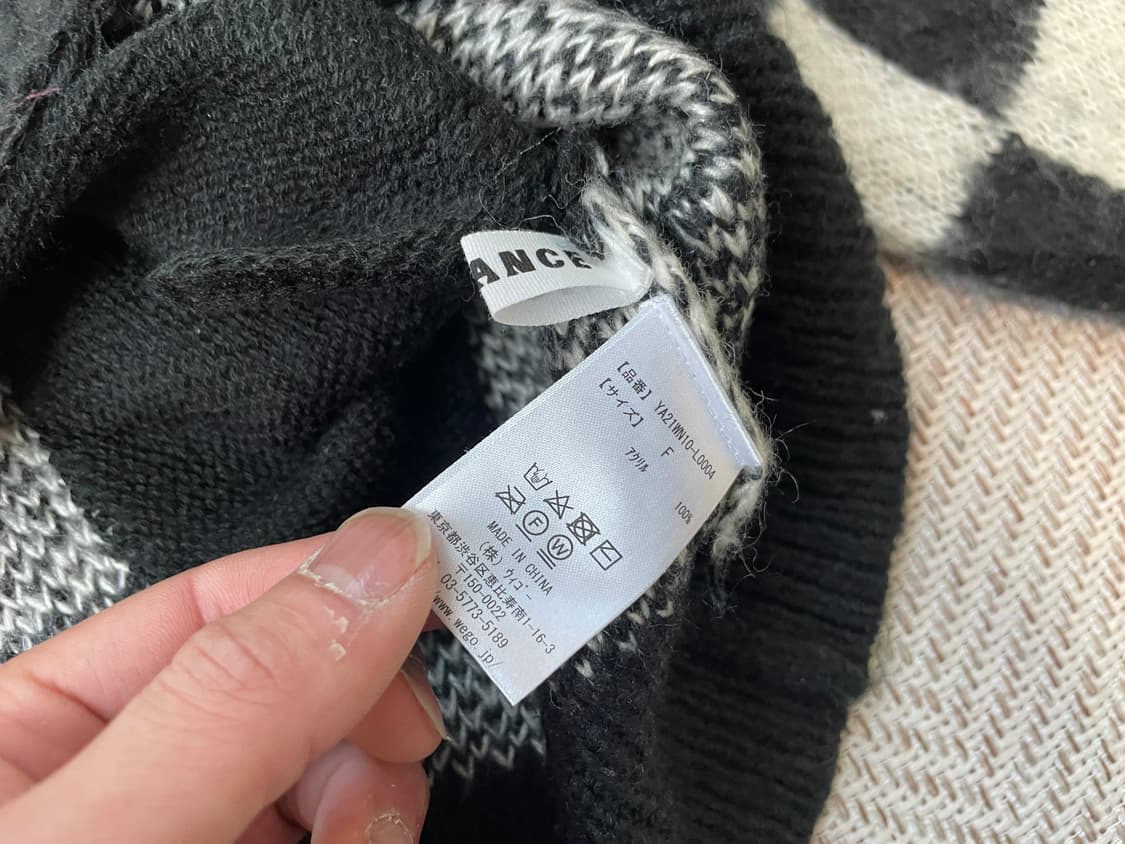 ANCE
【品番】 YA21WN10-L0004
【サイズ】 F
アクリル 100%
F W
MADE IN CHINA
(株) ウィゴー
東京都渋谷区恵比寿南1-16-3
〒150-0022
03-5773-5189
www.wego.jp/